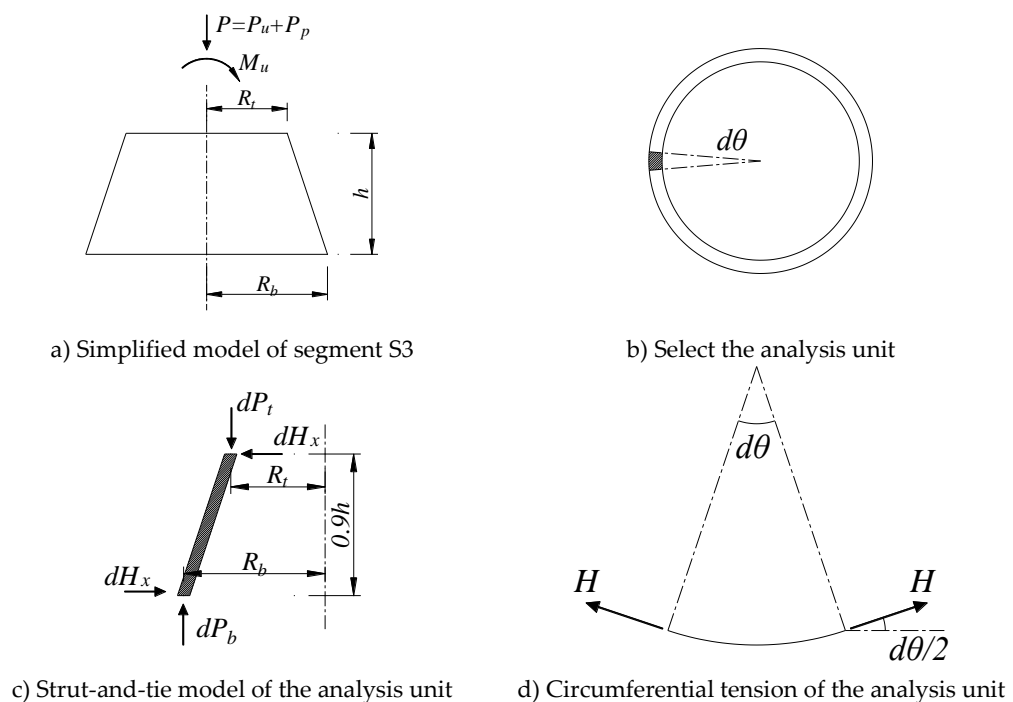 P=Pu+Pp
Mu
Rt
h
Rb
a) Simplified model of segment S3
dθ
b) Select the analysis unit
dPt
dHx
Rt
0.9h
Rb
dHx
dPb
c) Strut-and-tie model of the analysis unit
dθ
H
H
dθ/2
d) Circumferential tension of the analysis unit